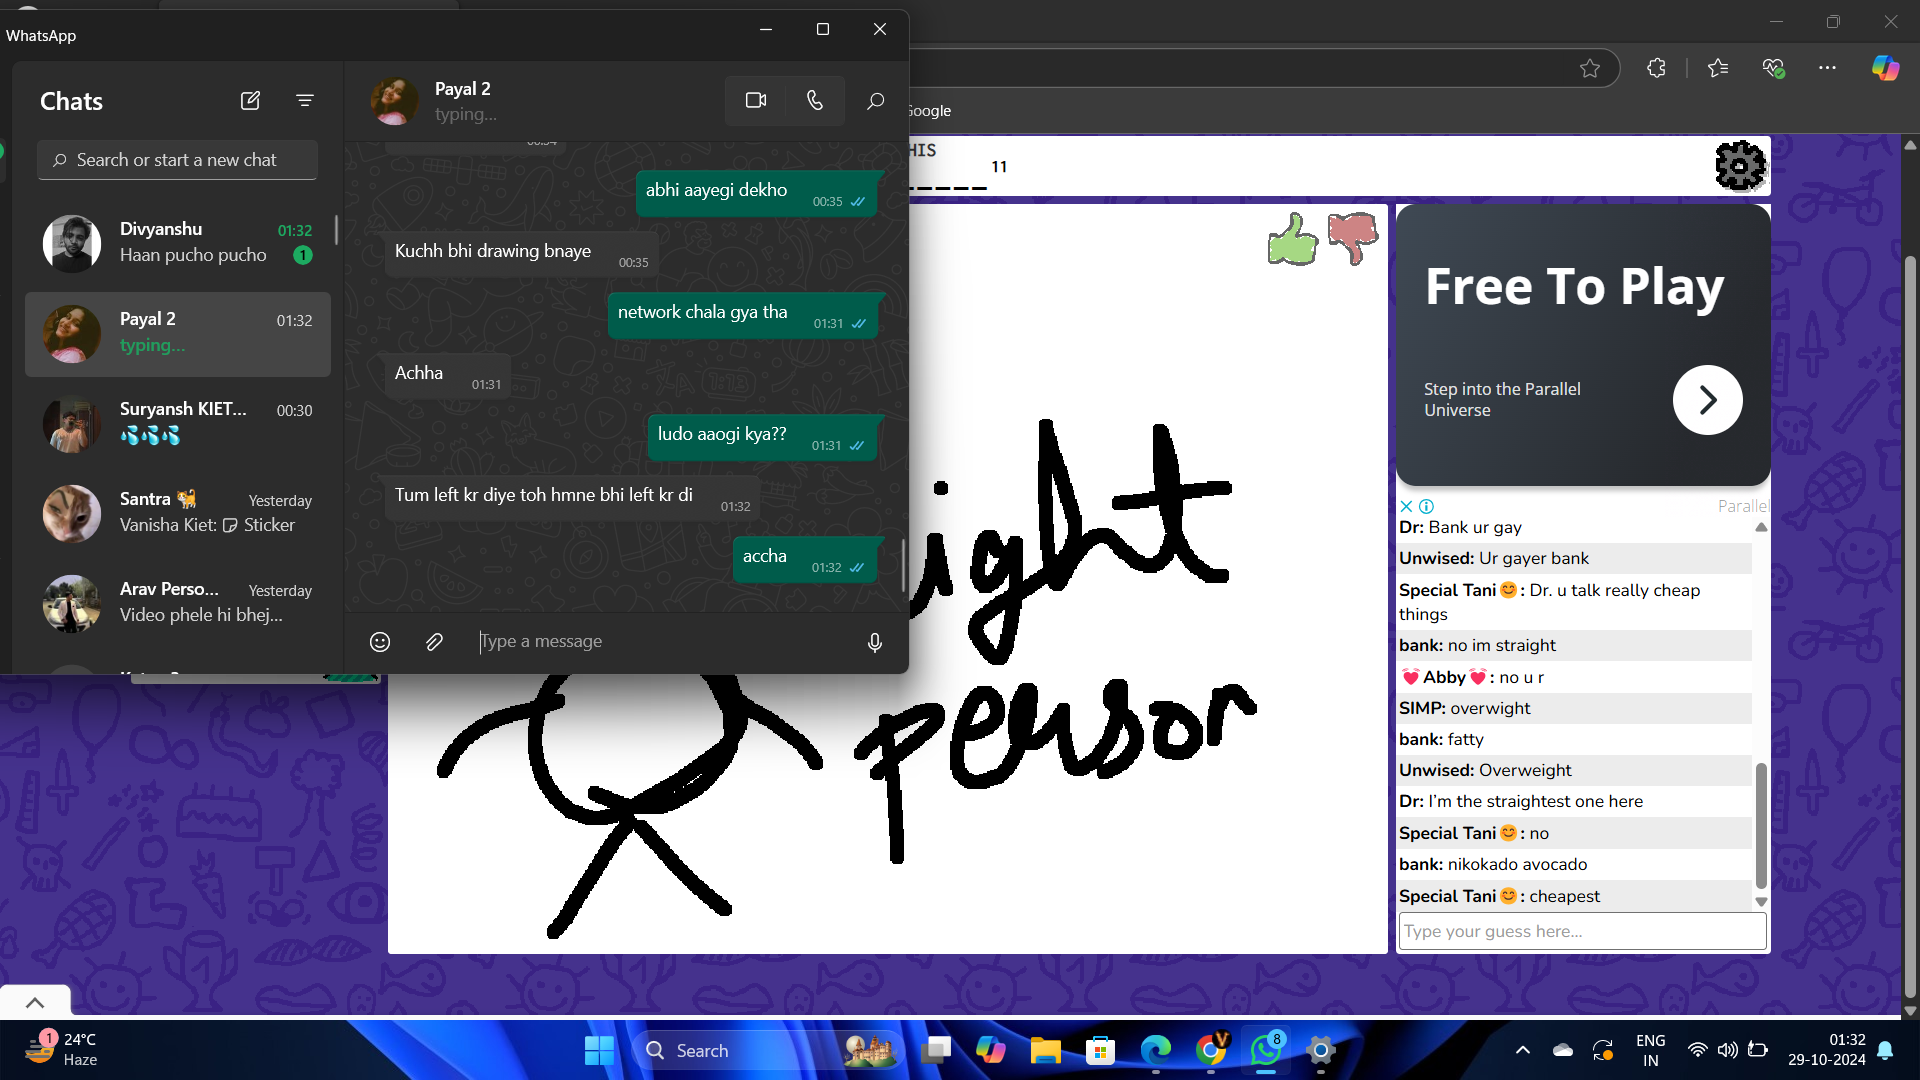 WhatsApp
Chats
Search or start a new chat
Divyanshu 01:32
Haan pucho pucho 1
Payal 2 01:32
typing...
Suryansh KIET... 00:30
💦💦💦
Santra 🐈 Yesterday
Vanisha Kiet: Sticker
Arav Perso... Yesterday
Video phele hi bhej...
Payal 2
typing...
abhi aayegi dekho 00:35
Kuchh bhi drawing bnaye 00:35
network chala gya tha 01:31
Achha 01:31
ludo aaogi kya?? 01:31
Tum left kr diye toh hmne bhi left kr di 01:32
accha 01:32
Type a message
Google
HIS
_____ 11
ight
person
Free To Play
Step into the Parallel
Universe
Parallel
Dr: Bank ur gay
Unwised: Ur gayer bank
Special Tani😊: Dr. u talk really cheap
things
bank: no im straight
💓Abby💓: no u r
SIMP: overwight
bank: fatty
Unwised: Overweight
Dr: I'm the straightest one here
Special Tani😊: no
bank: nikokado avocado
Special Tani😊: cheapest
Type your guess here...
1
24°C
Haze
Search
8
ENG
IN
01:32
29-10-2024